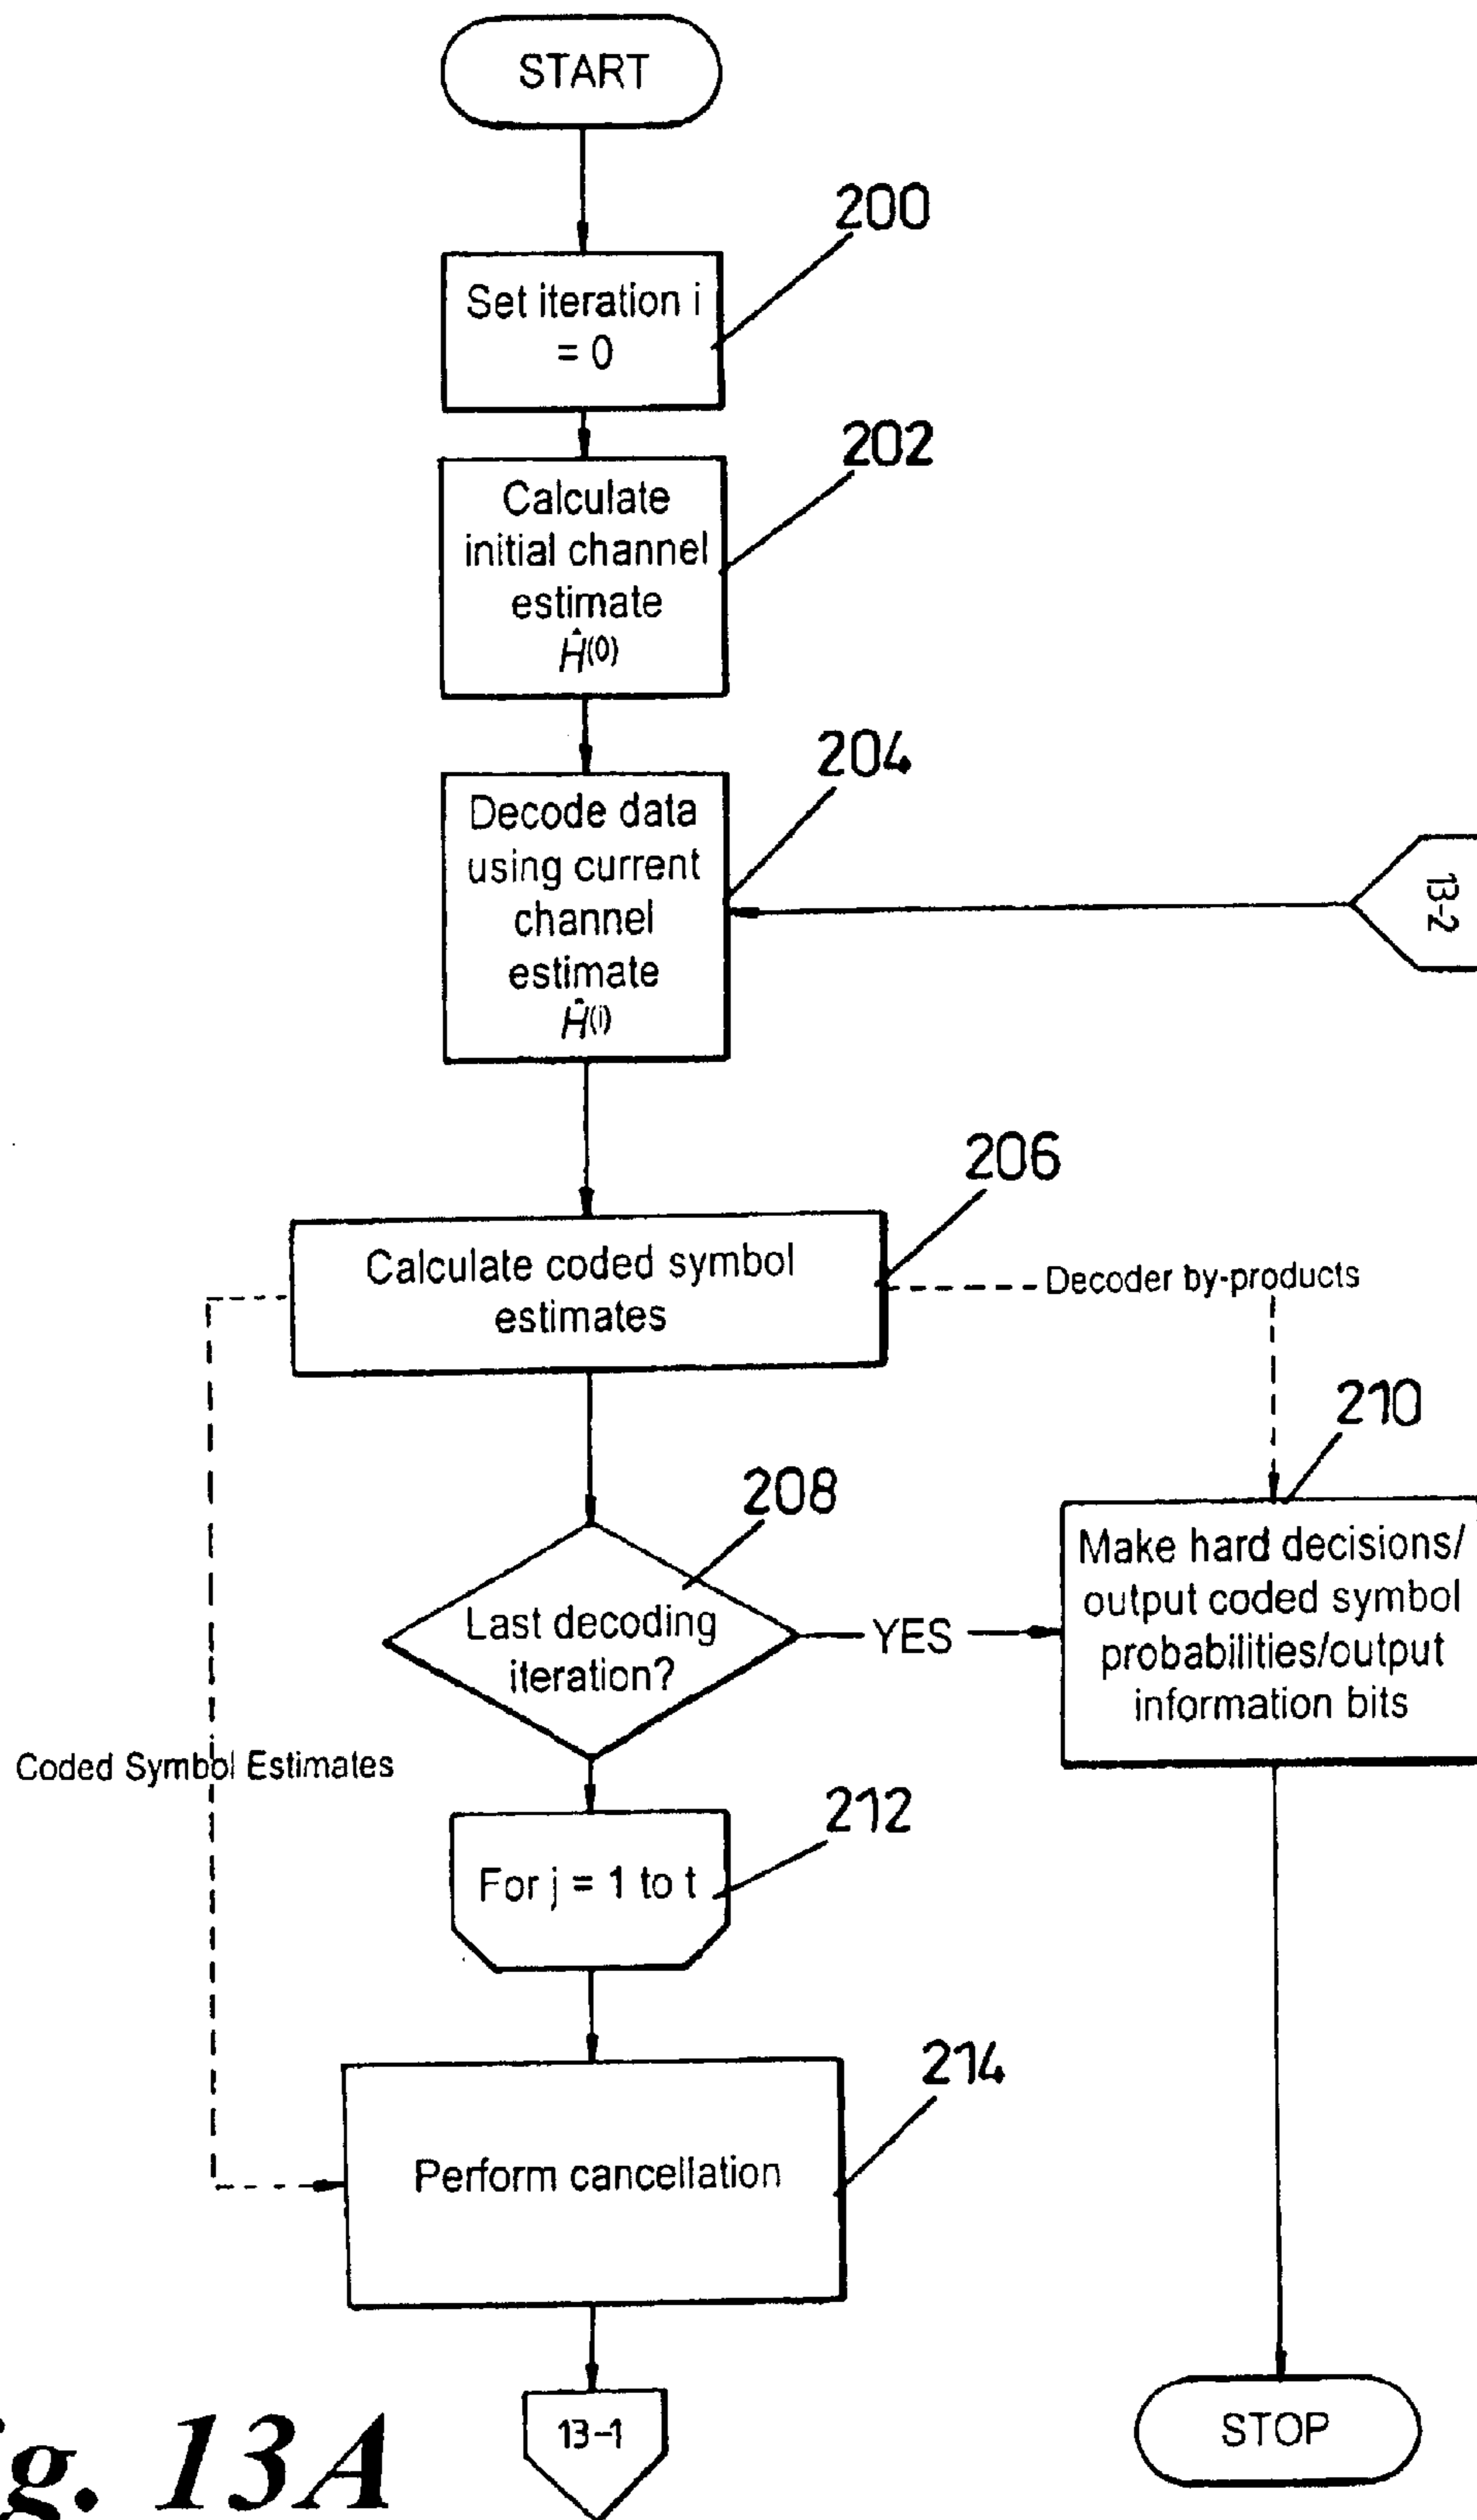 START
200
Set iteration i
= 0
202
Calculate
initial channel
estimate
Ĥ(0)
204
Decode data
using current
channel
estimate
Ĥ(i)
13-2
206
Calculate coded symbol
estimates
Decoder by-products
210
208
Last decoding
iteration?
YES
Make hard decisions/
output coded symbol
probabilities/output
information bits
Coded Symbol Estimates
212
For j = 1 to t
214
Perform cancellation
13-1
STOP
g. 13A